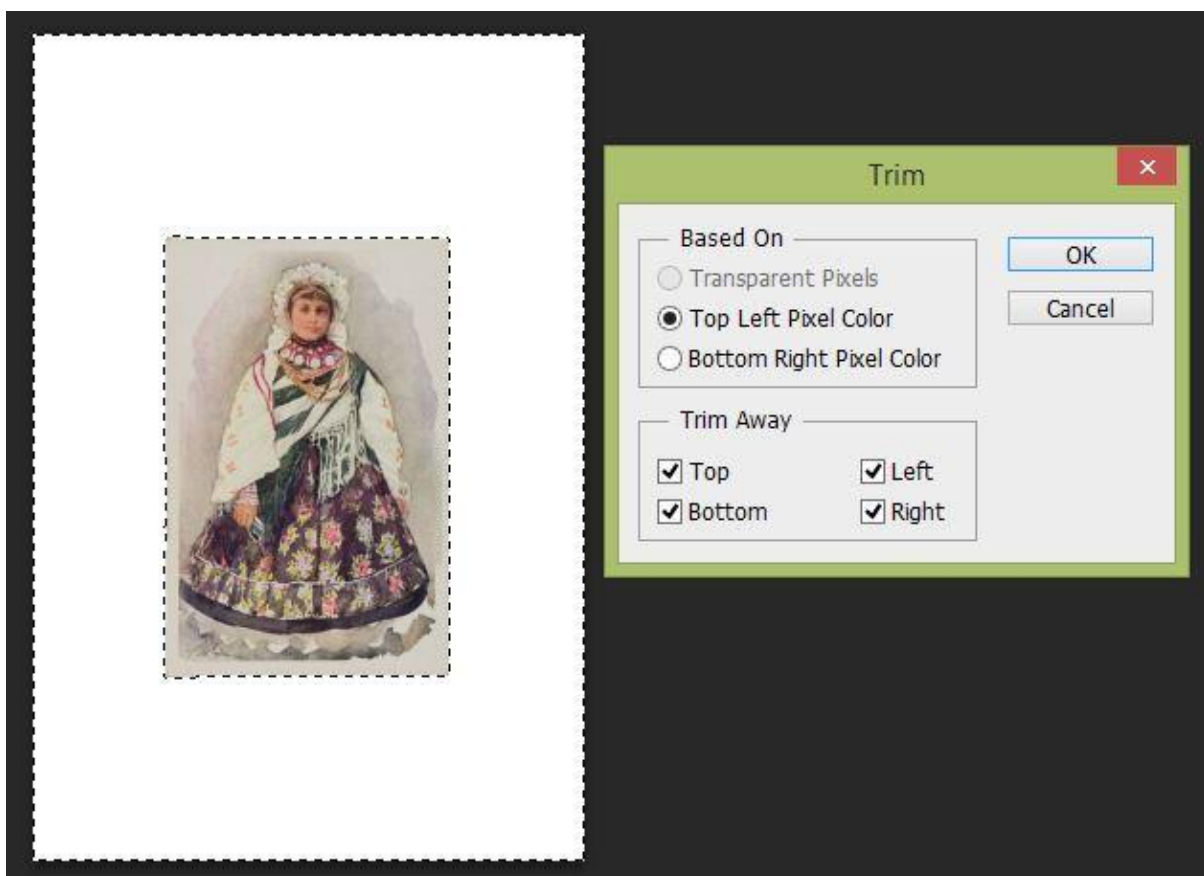 Trim
Based On
Transparent Pixels
Top Left Pixel Color
Bottom Right Pixel Color
OK
Cancel
Trim Away
Top
Left
Bottom
Right